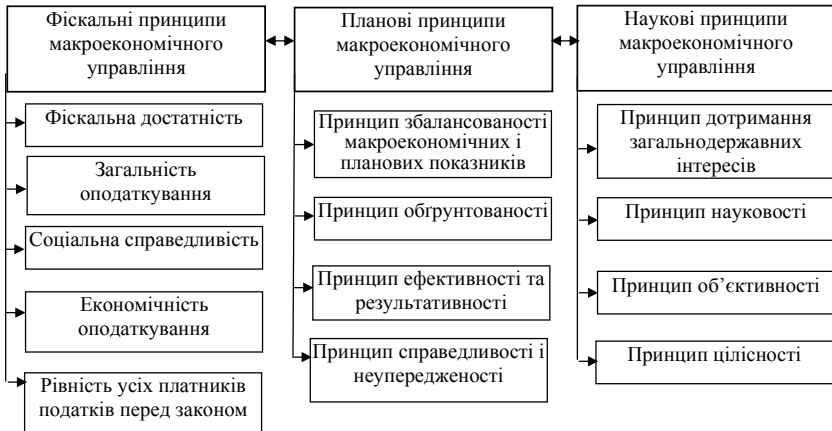 Фіскальні принципи
макроекономічного
управління
Фіскальна достатність
Загальність
оподаткування
Соціальна справедливість
Економічність
оподаткування
Рівність усіх платників
податків перед законом
Планові принципи
макроекономічного
управління
Принцип збалансованості
макроекономічних і
планових показників
Принцип обґрунтованості
Принцип ефективності та
результативності
Принцип справедливості і
неупередженості
Наукові принципи
макроекономічного
управління
Принцип дотримання
загальнодержавних
інтересів
Принцип науковості
Принцип об’єктивності
Принцип цілісності